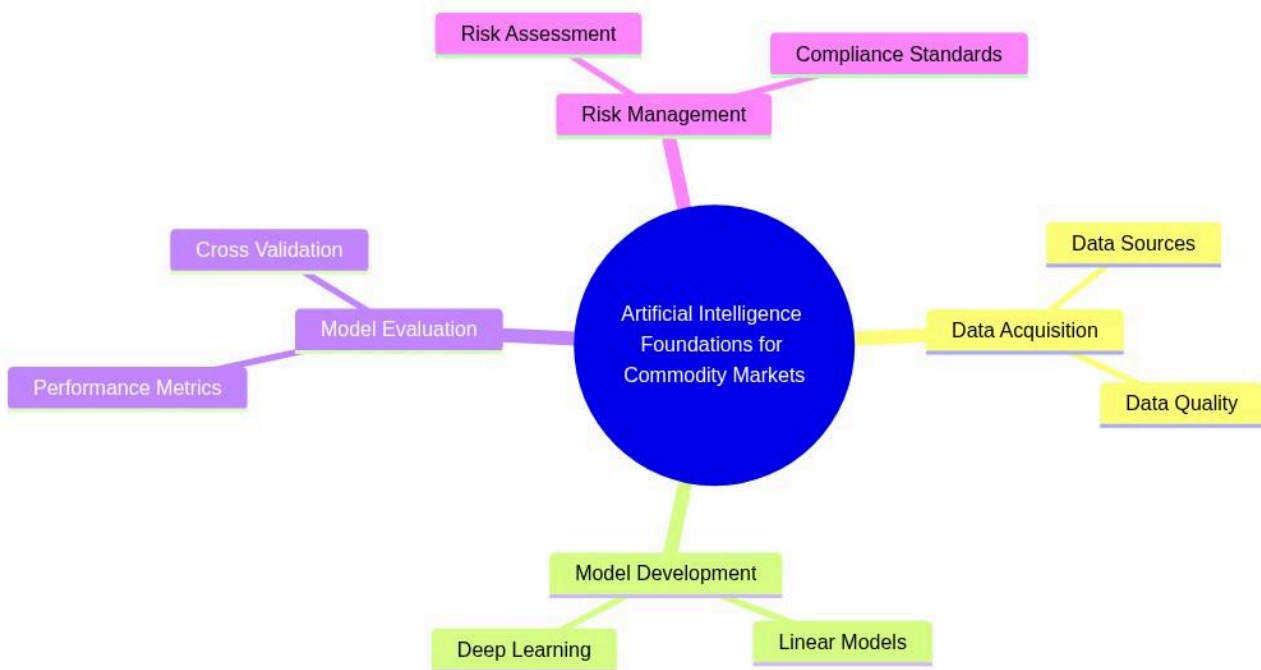 Risk Assessment
Compliance Standards
Risk Management
Cross Validation
Data Sources
Artificial Intelligence
Foundations for
Commodity Markets
Model Evaluation
Data Acquisition
Performance Metrics
Data Quality
Model Development
Deep Learning
Linear Models